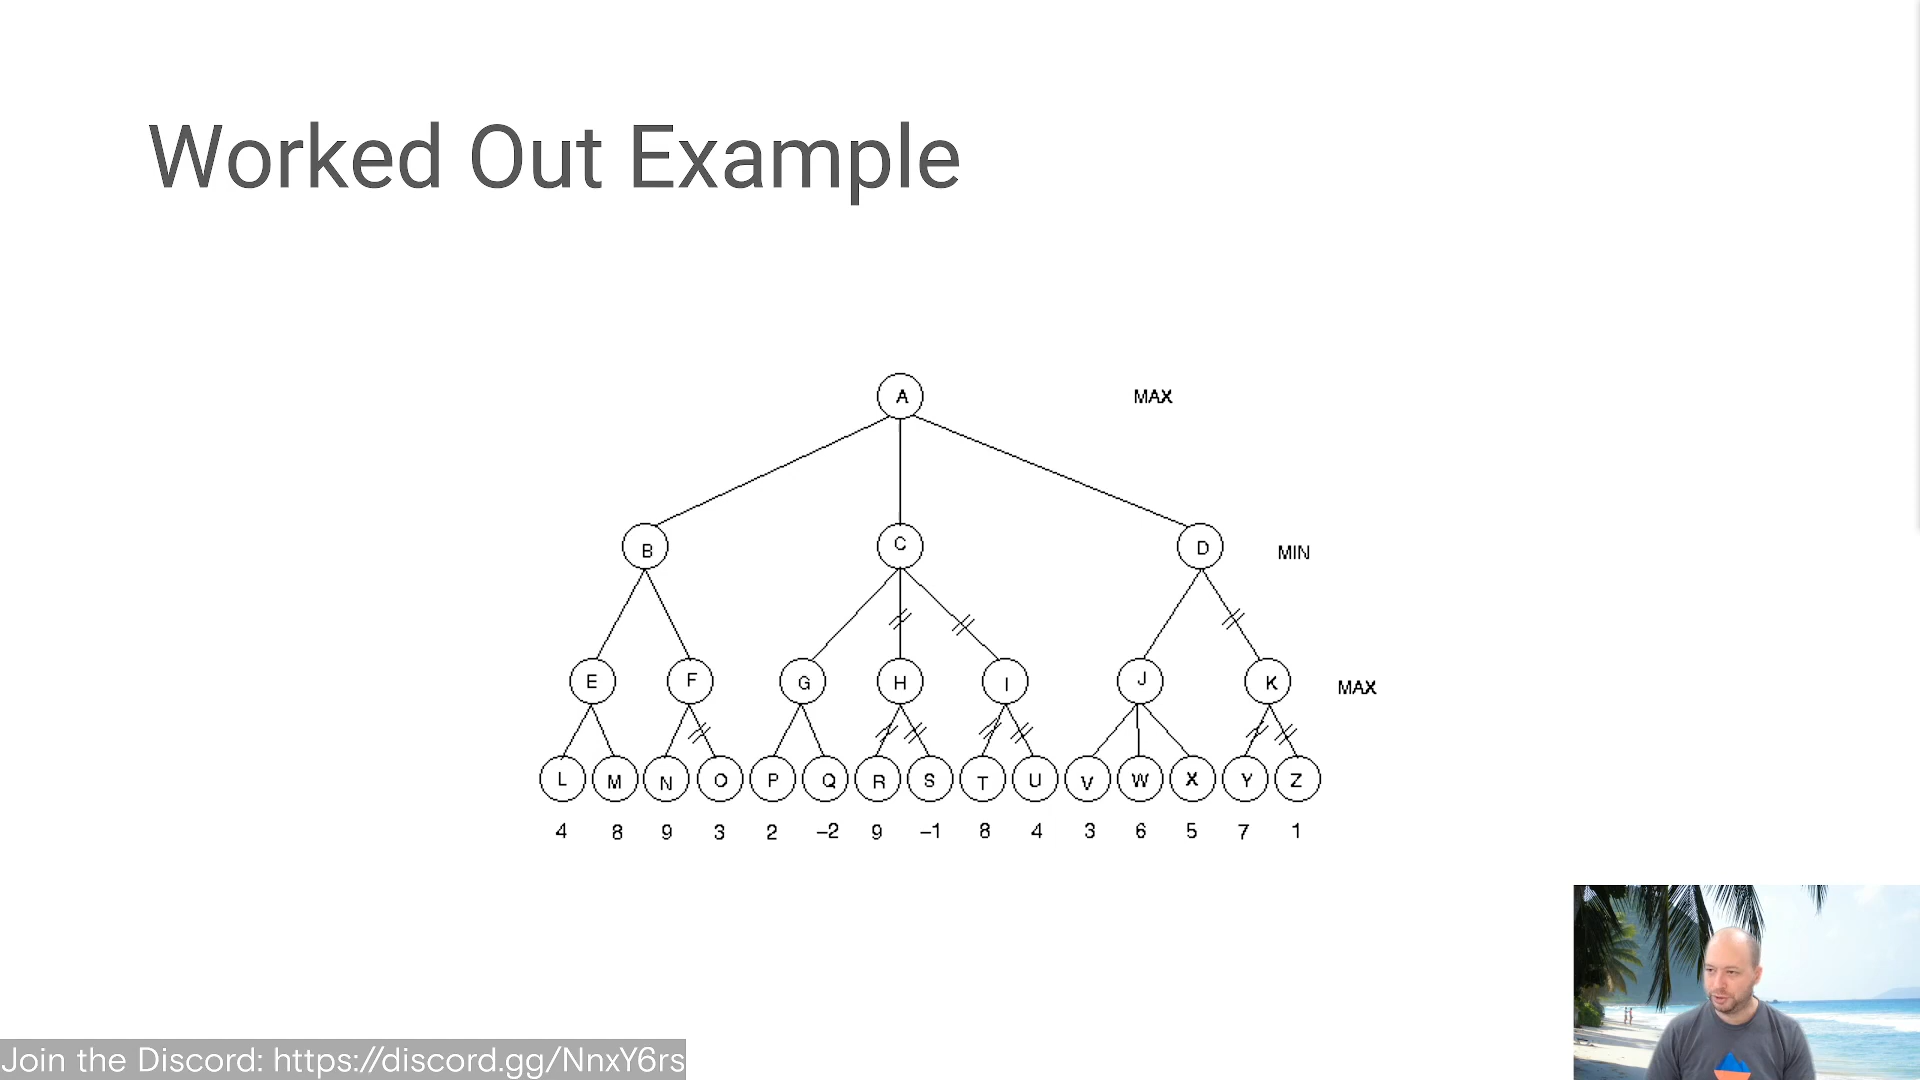 Worked Out Example
A MAX
B C D MIN
E F G H I J K MAX
L M N O P Q R S T U V W X Y Z
4 8 9 3 2 −2 9 −1 8 4 3 6 5 7 1
Join the Discord: https://discord.gg/NnxY6rs